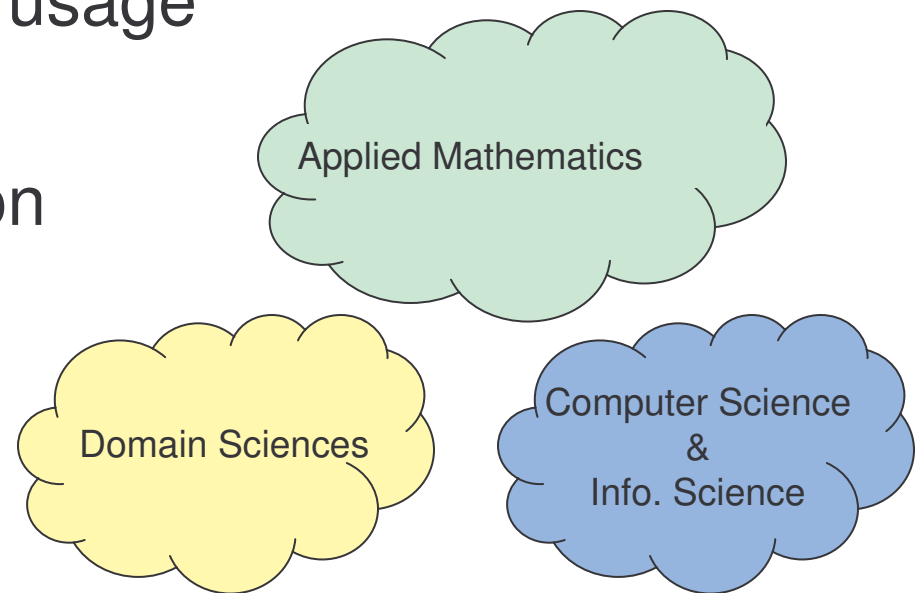 usage
on
Applied Mathematics
Domain Sciences
Computer Science
&
Info. Science